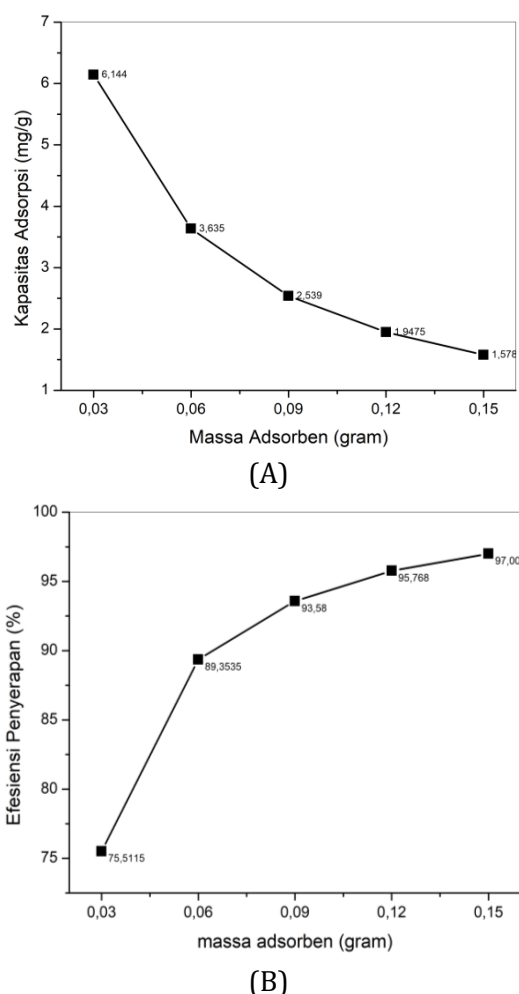 7
6
5
4
3
2
1
Kapasitas Adsorpsi (mg/g)
6,144
3,635
2,539
1,9475
1,578
0,03 0,06 0,09 0,12 0,15
Massa Adsorben (gram)
(A)
100
95
90
85
80
75
Efesiensi Penyerapan (%)
75,5115
89,3535
93,58
95,768
97,00
0,03 0,06 0,09 0,12 0,15
massa adsorben (gram)
(B)